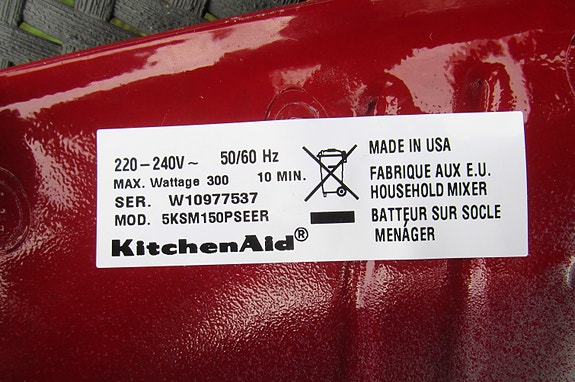 220-240V~ 50/60 Hz
MAX. Wattage 300 10 MIN.
SER. W10977537
MOD. 5KSM150PSEER
KitchenAid®
MADE IN USA
FABRIQUE AUX E.U.
HOUSEHOLD MIXER
BATTEUR SUR SOCLE
MENÁGER